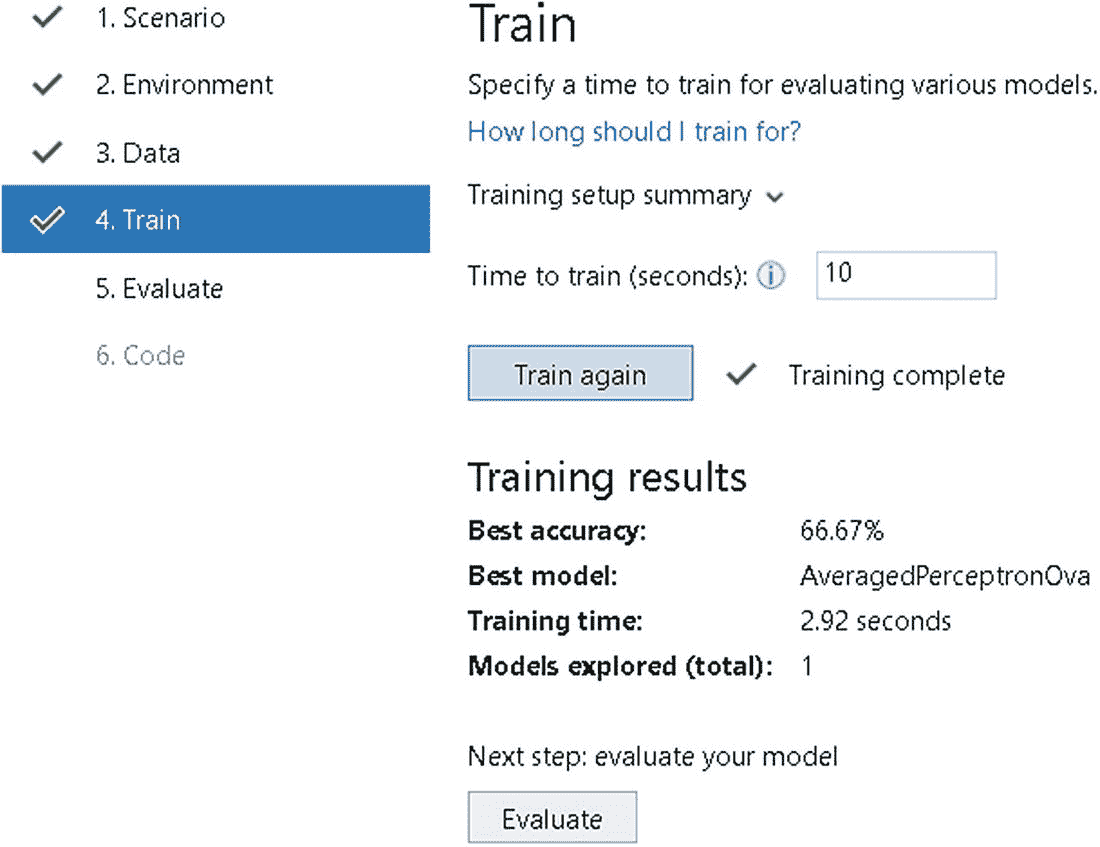 1. Scenario
2. Environment
3. Data
4. Train
5. Evaluate
6. Code
Train
Specify a time to train for evaluating various models.
How long should I train for?
Training setup summary
Time to train (seconds): 10
Train again Training complete
Training results
Best accuracy: 66.67%
Best model: AveragedPerceptronOva
Training time: 2.92 seconds
Models explored (total): 1
Next step: evaluate your model
Evaluate